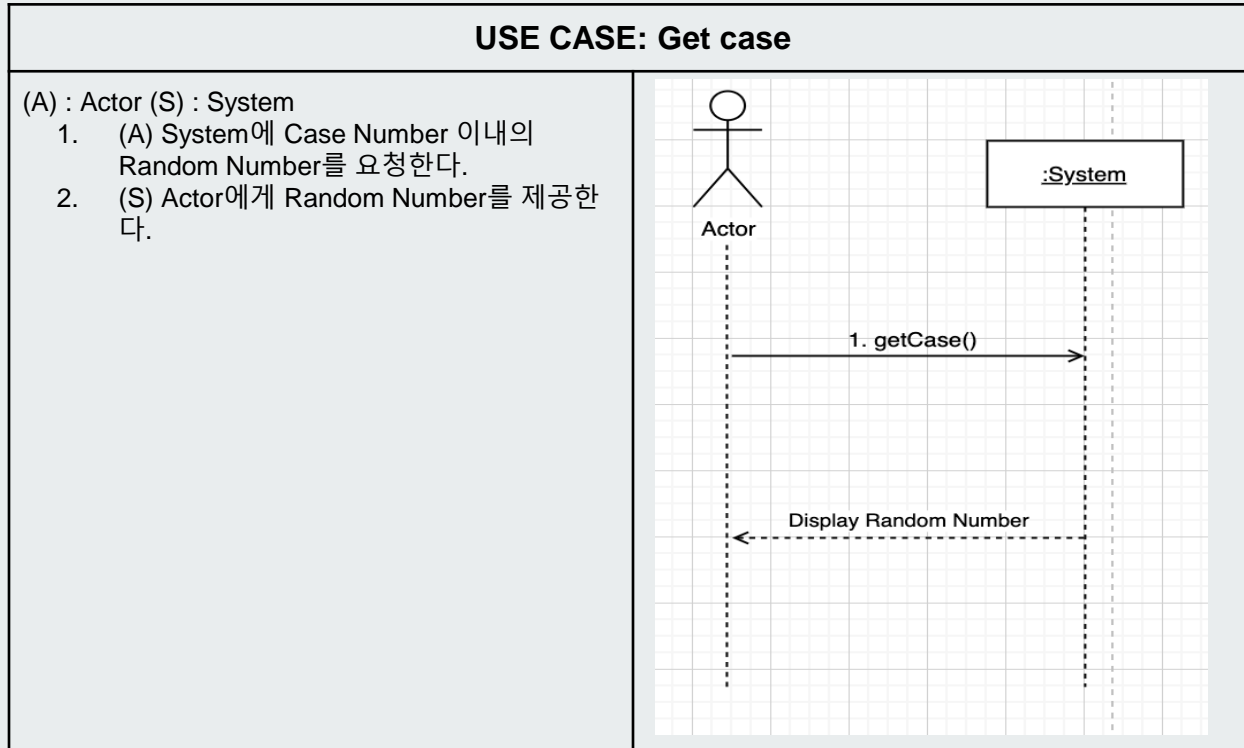 USE CASE: Get case
(A) : Actor (S) : System
1. (A) System에 Case Number 이내의
Random Number를 요청한다.
2. (S) Actor에게 Random Number를 제공한
다.
:System
Actor
1. getCase()
Display Random Number